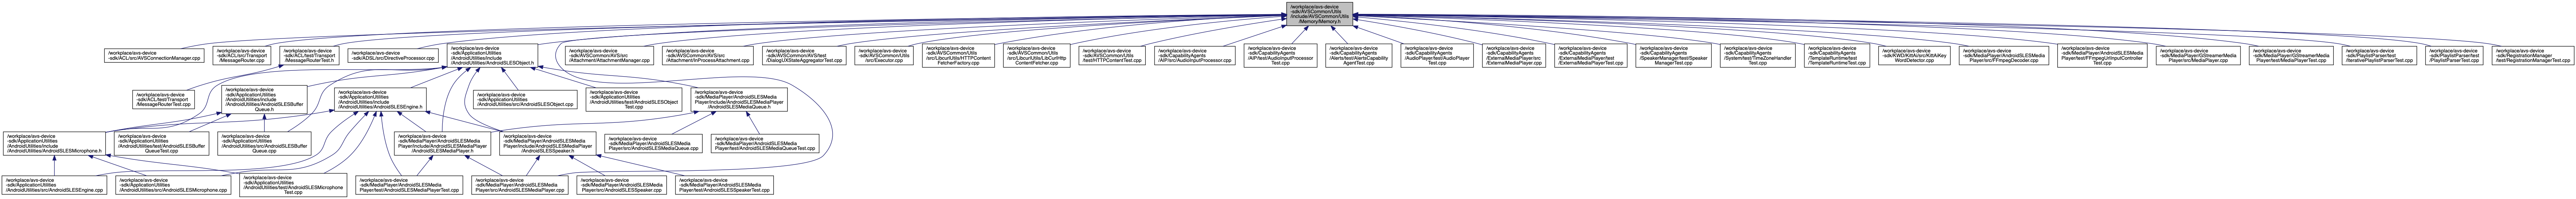 /workplace/avs-device
-sdk/AVSCommon/Utils
/include/AVSCommon/Utils
/Memory/Memory.h
/workplace/avs-device
-sdk/ACL/src/AVSConnectionManager.cpp
/workplace/avs-device
-sdk/ACL/src/Transport
/MessageRouter.cpp
/workplace/avs-device
-sdk/ACL/test/Transport
/MessageRouterTest.h
/workplace/avs-device
-sdk/ADSL/src/DirectiveProcessor.cpp
/workplace/avs-device
-sdk/ApplicationUtilities
/AndroidUtilities/include
/AndroidUtilities/AndroidSLESObject.h
/workplace/avs-device
-sdk/AVSCommon/AVS/src
/Attachment/AttachmentManager.cpp
/workplace/avs-device
-sdk/AVSCommon/AVS/src
/Attachment/InProcessAttachment.cpp
/workplace/avs-device
-sdk/AVSCommon/AVS/test
/DialogUXStateAggregatorTest.cpp
/workplace/avs-device
-sdk/AVSCommon/Utils
/src/Executor.cpp
/workplace/avs-device
-sdk/AVSCommon/Utils
/src/LibcurlUtils/HTTPContent
FetcherFactory.cpp
/workplace/avs-device
-sdk/AVSCommon/Utils
/src/LibcurlUtils/LibCurlHttp
ContentFetcher.cpp
/workplace/avs-device
-sdk/AVSCommon/Utils
/test/HTTPContentTest.cpp
/workplace/avs-device
-sdk/CapabilityAgents
/AIP/src/AudioInputProcessor.cpp
/workplace/avs-device
-sdk/CapabilityAgents
/AIP/test/AudioInputProcessor
Test.cpp
/workplace/avs-device
-sdk/CapabilityAgents
/Alerts/test/AlertsCapability
AgentTest.cpp
/workplace/avs-device
-sdk/CapabilityAgents
/AudioPlayer/test/AudioPlayer
Test.cpp
/workplace/avs-device
-sdk/CapabilityAgents
/ExternalMediaPlayer/src
/ExternalMediaPlayer.cpp
/workplace/avs-device
-sdk/CapabilityAgents
/ExternalMediaPlayer/test
/ExternalMediaPlayerTest.cpp
/workplace/avs-device
-sdk/CapabilityAgents
/SpeakerManager/test/Speaker
ManagerTest.cpp
/workplace/avs-device
-sdk/CapabilityAgents
/System/test/TimeZoneHandler
Test.cpp
/workplace/avs-device
-sdk/CapabilityAgents
/TemplateRuntime/test
/TemplateRuntimeTest.cpp
/workplace/avs-device
-sdk/KWD/KittAi/src/KittAiKey
WordDetector.cpp
/workplace/avs-device
-sdk/MediaPlayer/AndroidSLESMedia
Player/src/FFmpegDecoder.cpp
/workplace/avs-device
-sdk/MediaPlayer/AndroidSLESMedia
Player/test/FFmpegUrlInputController
Test.cpp
/workplace/avs-device
-sdk/MediaPlayer/GStreamerMedia
Player/src/MediaPlayer.cpp
/workplace/avs-device
-sdk/MediaPlayer/GStreamerMedia
Player/test/MediaPlayerTest.cpp
/workplace/avs-device
-sdk/PlaylistParser/test
/IterativePlaylistParserTest.cpp
/workplace/avs-device
-sdk/PlaylistParser/test
/PlaylistParserTest.cpp
/workplace/avs-device
-sdk/RegistrationManager
/test/RegistrationManagerTest.cpp
/workplace/avs-device
-sdk/ACL/test/Transport
/MessageRouterTest.cpp
/workplace/avs-device
-sdk/ApplicationUtilities
/AndroidUtilities/include
/AndroidUtilities/AndroidSLESBuffer
Queue.h
/workplace/avs-device
-sdk/ApplicationUtilities
/AndroidUtilities/include
/AndroidUtilities/AndroidSLESEngine.h
/workplace/avs-device
-sdk/ApplicationUtilities
/AndroidUtilities/src/AndroidSLESObject.cpp
/workplace/avs-device
-sdk/ApplicationUtilities
/AndroidUtilities/test/AndroidSLESObject
Test.cpp
/workplace/avs-device
-sdk/MediaPlayer/AndroidSLESMedia
Player/include/AndroidSLESMediaPlayer
/AndroidSLESMediaQueue.h
/workplace/avs-device
-sdk/ApplicationUtilities
/AndroidUtilities/include
/AndroidUtilities/AndroidSLESMicrophone.h
/workplace/avs-device
-sdk/ApplicationUtilities
/AndroidUtilities/test/AndroidSLESBuffer
QueueTest.cpp
/workplace/avs-device
-sdk/ApplicationUtilities
/AndroidUtilities/src/AndroidSLESBuffer
Queue.cpp
/workplace/avs-device
-sdk/MediaPlayer/AndroidSLESMedia
Player/include/AndroidSLESMediaPlayer
/AndroidSLESMediaPlayer.h
/workplace/avs-device
-sdk/MediaPlayer/AndroidSLESMedia
Player/include/AndroidSLESMediaPlayer
/AndroidSLESSpeaker.h
/workplace/avs-device
-sdk/MediaPlayer/AndroidSLESMedia
Player/src/AndroidSLESMediaQueue.cpp
/workplace/avs-device
-sdk/MediaPlayer/AndroidSLESMedia
Player/test/AndroidSLESMediaQueueTest.cpp
/workplace/avs-device
-sdk/ApplicationUtilities
/AndroidUtilities/src/AndroidSLESEngine.cpp
/workplace/avs-device
-sdk/ApplicationUtilities
/AndroidUtilities/src/AndroidSLESMicrophone.cpp
/workplace/avs-device
-sdk/ApplicationUtilities
/AndroidUtilities/test/AndroidSLESMicrophone
Test.cpp
/workplace/avs-device
-sdk/MediaPlayer/AndroidSLESMedia
Player/test/AndroidSLESMediaPlayerTest.cpp
/workplace/avs-device
-sdk/MediaPlayer/AndroidSLESMedia
Player/src/AndroidSLESMediaPlayer.cpp
/workplace/avs-device
-sdk/MediaPlayer/AndroidSLESMedia
Player/src/AndroidSLESSpeaker.cpp
/workplace/avs-device
-sdk/MediaPlayer/AndroidSLESMedia
Player/test/AndroidSLESSpeakerTest.cpp